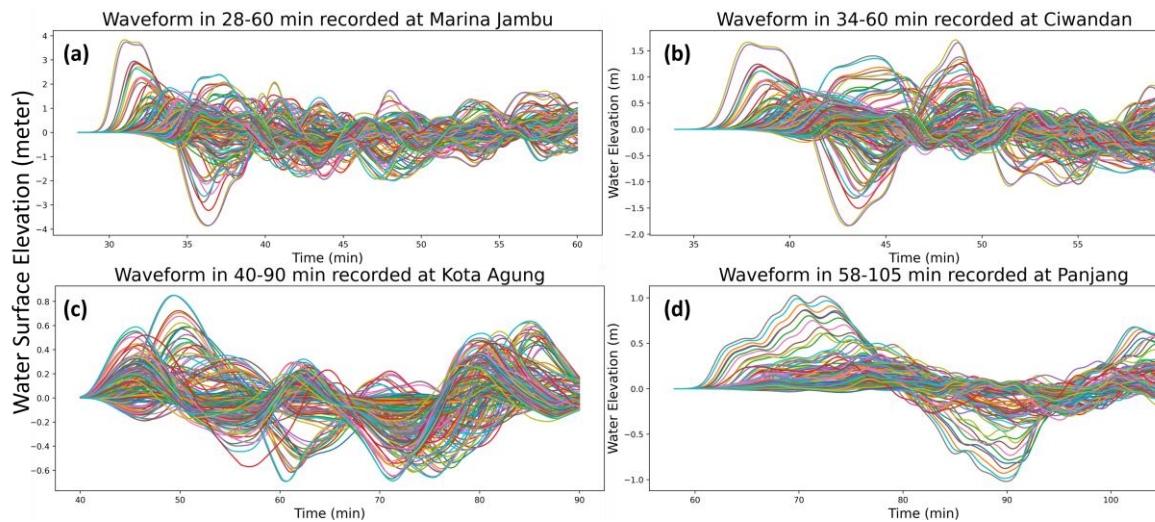 Water Surface Elevation (meter)
Waveform in 28-60 min recorded at Marina Jambu
(a)
4
3
2
1
0
−1
−2
−3
−4
30 35 40 45 50 55 60
Time (min)
Waveform in 34-60 min recorded at Ciwandan
(b)
Water Elevation (m)
1.5
1.0
0.5
0.0
−0.5
−1.0
−1.5
−2.0
35 40 45 50 55
Time (min)
Waveform in 40-90 min recorded at Kota Agung
(c)
0.8
0.6
0.4
0.2
0.0
−0.2
−0.4
−0.6
40 50 60 70 80 90
Time (min)
Waveform in 58-105 min recorded at Panjang
(d)
Water Elevation (m)
1.0
0.5
0.0
−0.5
−1.0
60 70 80 90 100
Time (min)